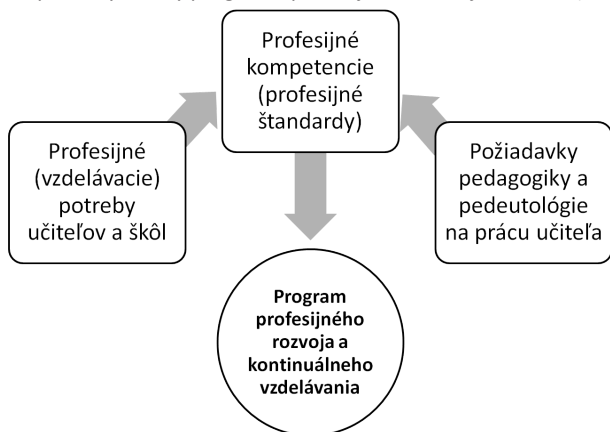 Profesijné
kompetencie
(profesijné
štandardy)
Profesijné
(vzdelávacie)
potreby
učiteľov a škôl
Požiadavky
pedagogiky a
pedeutológie
na prácu učiteľa
Program
profesijného
rozvoja a
kontinuálneho
vzdelávania